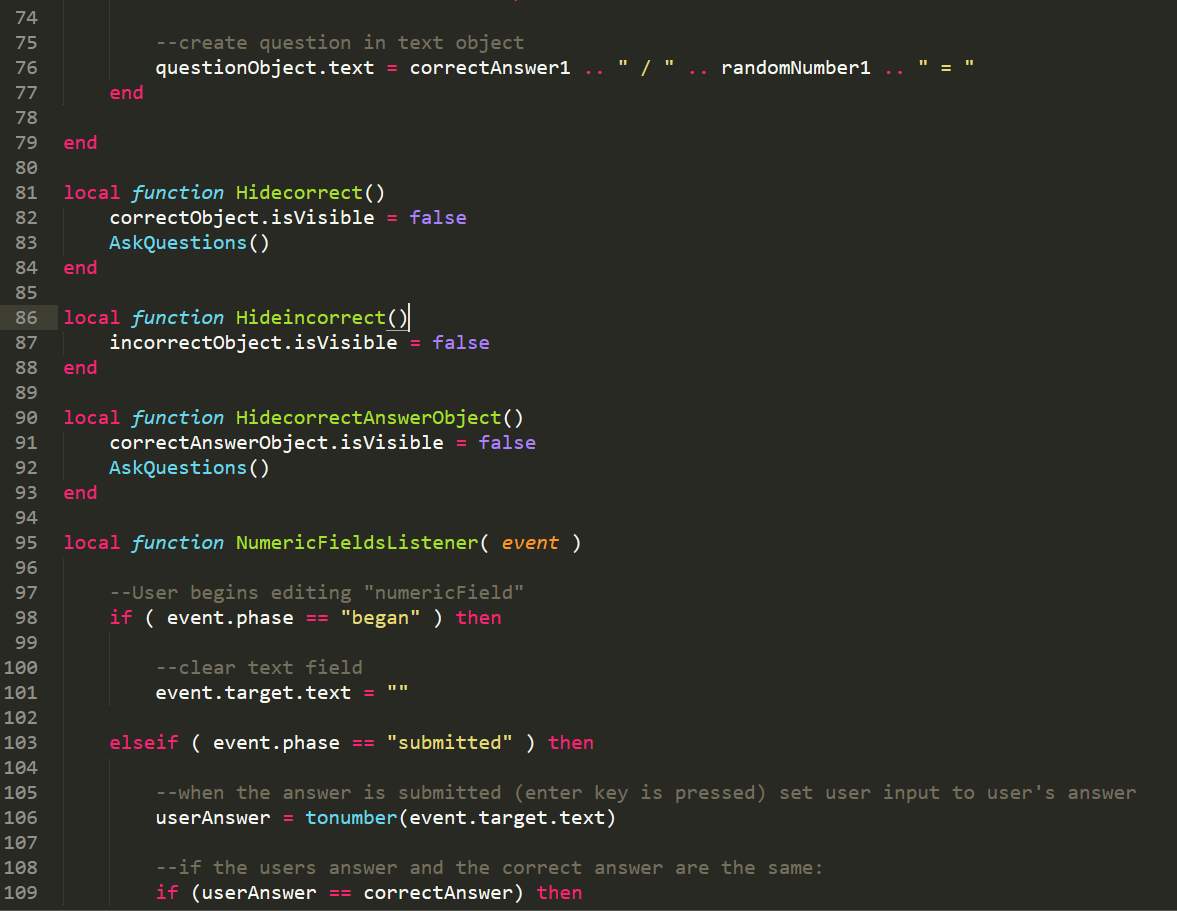 74
75 --create question in text object
76 questionObject.text = correctAnswer1 .. " / " .. randomNumber1 .. " = "
77 end
78
79 end
80
81 local function Hidecorrect()
82 correctObject.isVisible = false
83 AskQuestions()
84 end
85
86 local function Hideincorrect()
87 incorrectObject.isVisible = false
88 end
89
90 local function HidecorrectAnswerObject()
91 correctAnswerObject.isVisible = false
92 AskQuestions()
93 end
94
95 local function NumericFieldsListener( event )
96
97 --User begins editing "numericField"
98 if ( event.phase == "began" ) then
99
100 --clear text field
101 event.target.text = ""
102
103 elseif ( event.phase == "submitted" ) then
104
105 --when the answer is submitted (enter key is pressed) set user input to user's answer
106 userAnswer = tonumber(event.target.text)
107
108 --if the users answer and the correct answer are the same:
109 if (userAnswer == correctAnswer) then